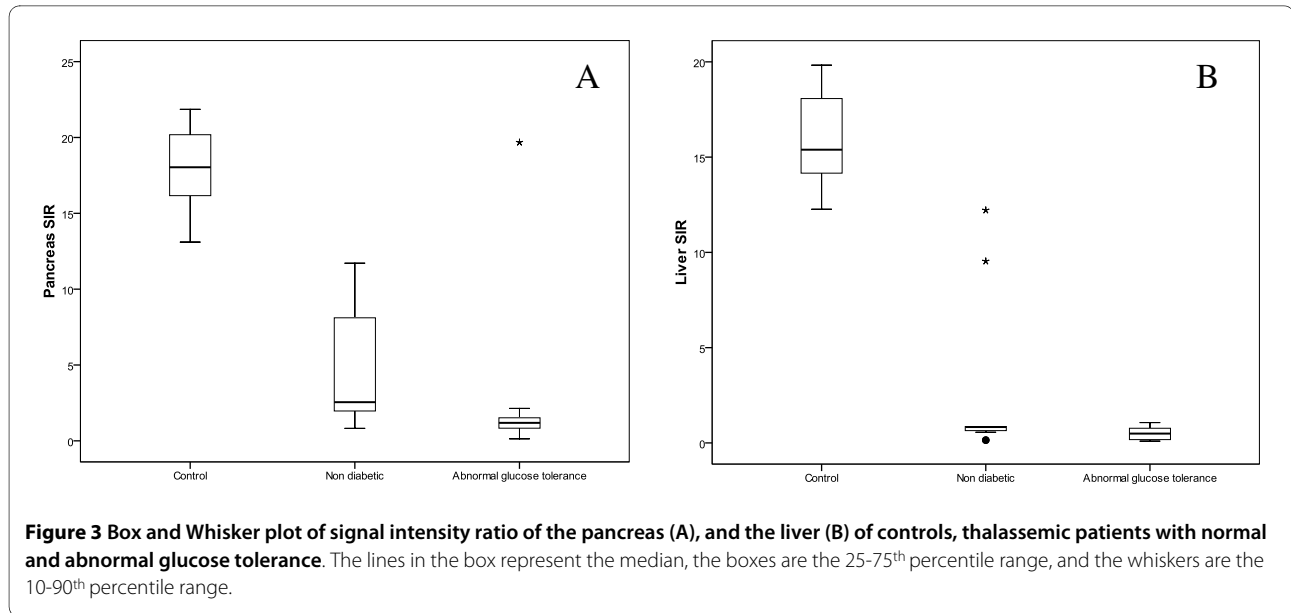 A
25
20
15
10
5
0
Pancreas SIR
Control
Non diabetic
Abnormal glucose tolerance
B
20
15
10
5
0
Liver SIR
Control
Non diabetic
Abnormal glucose tolerance
Figure 3 Box and Whisker plot of signal intensity ratio of the pancreas (A), and the liver (B) of controls, thalassemic patients with normal
and abnormal glucose tolerance. The lines in the box represent the median, the boxes are the 25-75th percentile range, and the whiskers are the
10-90th percentile range.